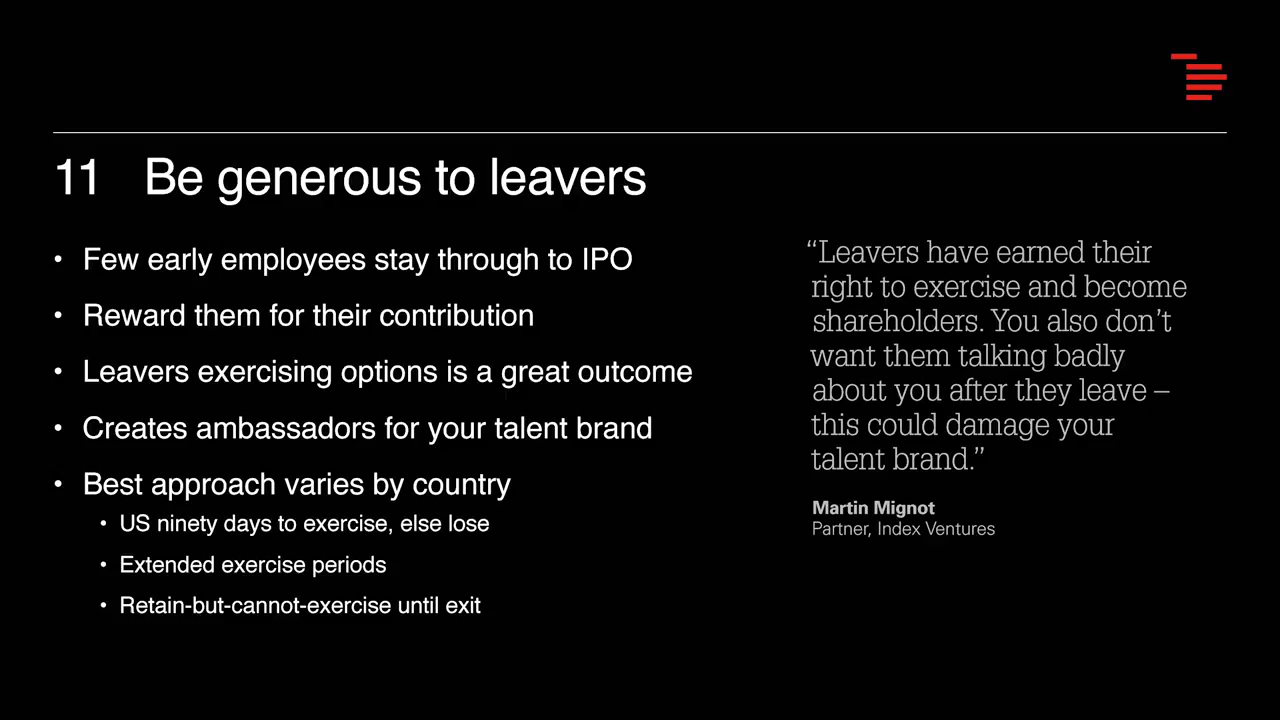 11 Be generous to leavers
• Few early employees stay through to IPO
• Reward them for their contribution
• Leavers exercising options is a great outcome
• Creates ambassadors for your talent brand
• Best approach varies by country
• US ninety days to exercise, else lose
• Extended exercise periods
• Retain-but-cannot-exercise until exit
“Leavers have earned their
right to exercise and become
shareholders. You also don’t
want them talking badly
about you after they leave –
this could damage your
talent brand.”
Martin Mignot
Partner, Index Ventures